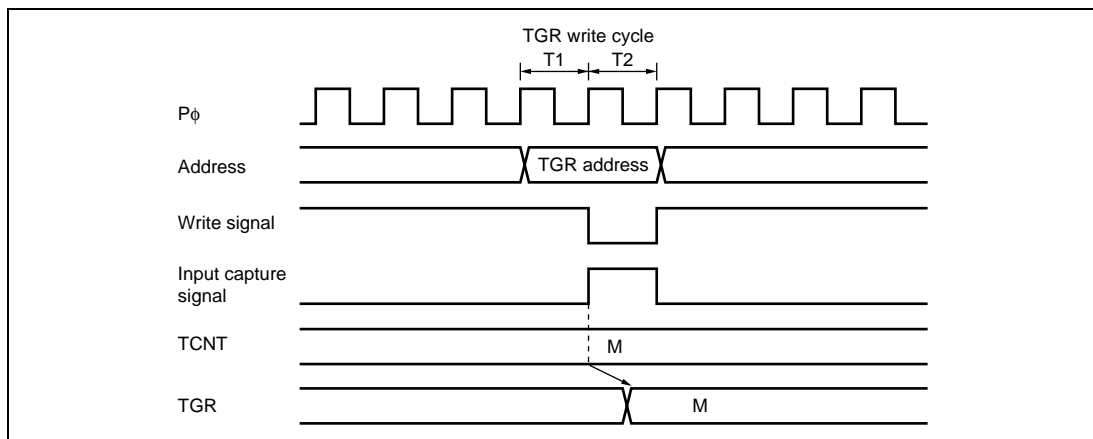 TGR write cycle
T1 T2
Pϕ
Address TGR address
Write signal
Input capture
signal
TCNT M
TGR M